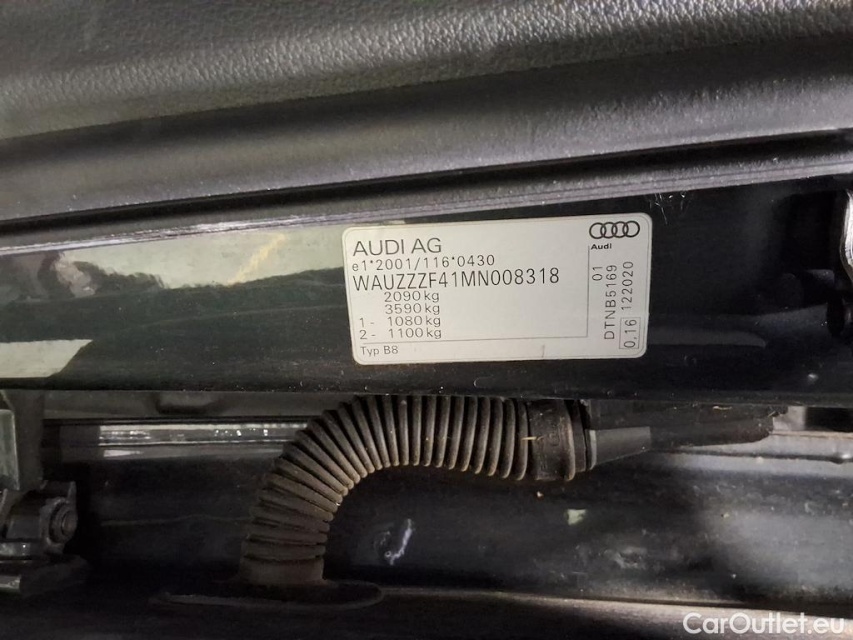 AUDI AG
e1*2001/116*0430
WAUZZZF41MN008318
2090kg
3590kg
1- 1080kg
2- 1100kg
Typ B8
Audi
01
DTNB5169
0.16 122020
CarOutlet.eu